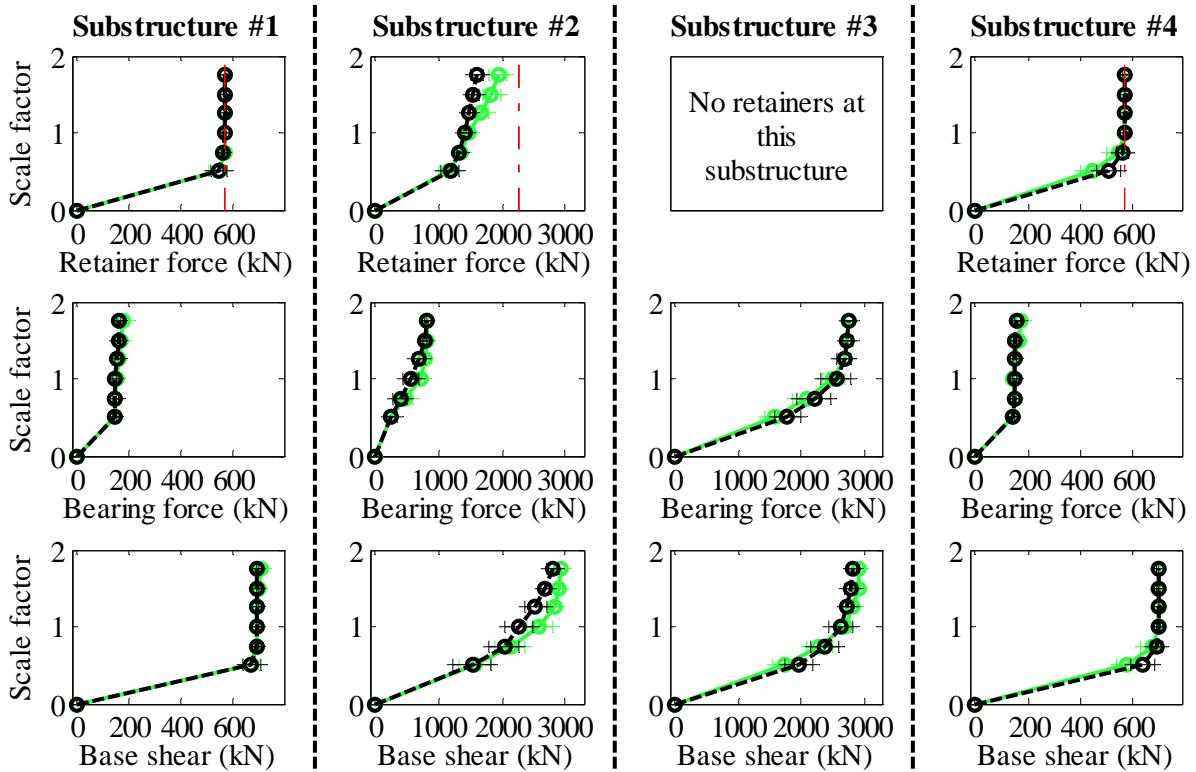 Substructure #1 Substructure #2 Substructure #3 Substructure #4
Scale factor
2
1
0
0 200 400 600
Retainer force (kN)
2
1
0
0 1000 2000 3000
Retainer force (kN)
No retainers at
this
substructure
2
1
0
0 200 400 600
Retainer force (kN)
Scale factor
2
1
0
0 200 400 600
Bearing force (kN)
2
1
0
0 1000 2000 3000
Bearing force (kN)
2
1
0
0 1000 2000 3000
Bearing force (kN)
2
1
0
0 200 400 600
Bearing force (kN)
Scale factor
2
1
0
0 200 400 600
Base shear (kN)
2
1
0
0 1000 2000 3000
Base shear (kN)
2
1
0
0 1000 2000 3000
Base shear (kN)
2
1
0
0 200 400 600
Base shear (kN)